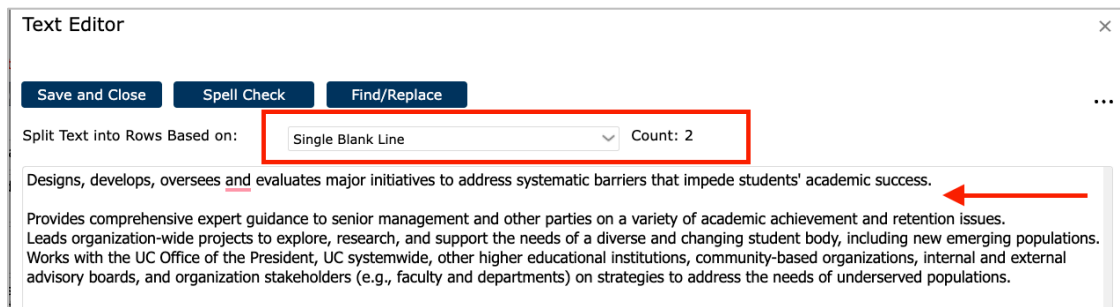 Text Editor
Save and Close Spell Check Find/Replace
Split Text into Rows Based on: Single Blank Line Count: 2
Designs, develops, oversees and evaluates major initiatives to address systematic barriers that impede students' academic success.
Provides comprehensive expert guidance to senior management and other parties on a variety of academic achievement and retention issues.
Leads organization-wide projects to explore, research, and support the needs of a diverse and changing student body, including new emerging populations.
Works with the UC Office of the President, UC systemwide, other higher educational institutions, community-based organizations, internal and external
advisory boards, and organization stakeholders (e.g., faculty and departments) on strategies to address the needs of underserved populations.